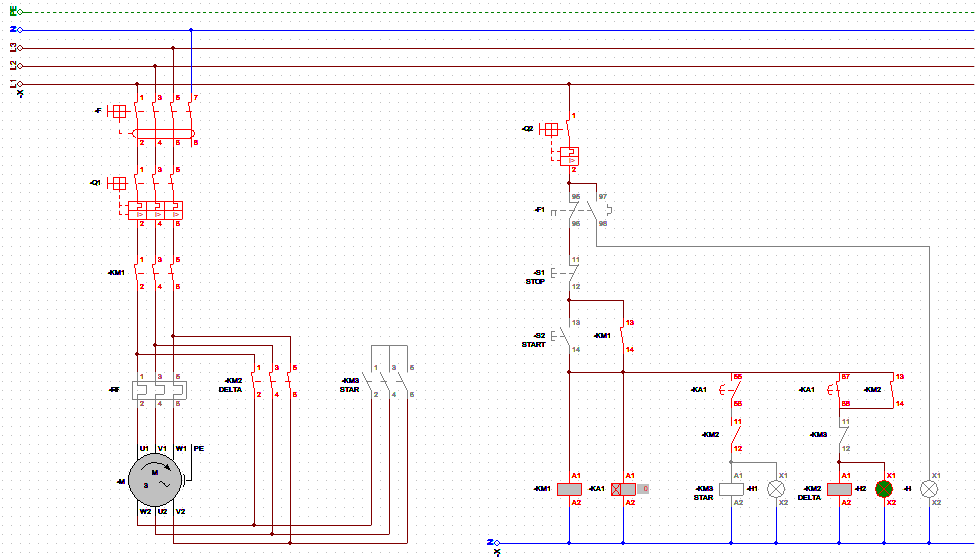 PE
N
L3
L2
L1
X
-F 1 3 5 7
2 4 6 8
-Q1 1 3 5
2 4 6
-KM1 1 3 5
2 4 6
-RF 1 3 5
2 4 6
-KM2
DELTA
1 3 5
2 4 6
-KM3
STAR
1 3 5
2 4 6
U1 V1 W1 PE
-M
M
3
W2 U2 V2
-Q2 1
2
-F1 95 97
96 98
-S1
STOP
11
12
-S2
START
13
14
-KM1 13
14
-KA1 55
56
-KA1 67
68
-KM2 13
14
-KM2 11
12
-KM3 11
12
-KM1 A1
A2
-KA1 A1
A2
0
-KM3
STAR
A1
A2
-H1 X1
X2
-KM2
DELTA
A1
A2
-H2 X1
X2
-H X1
X2
N
X